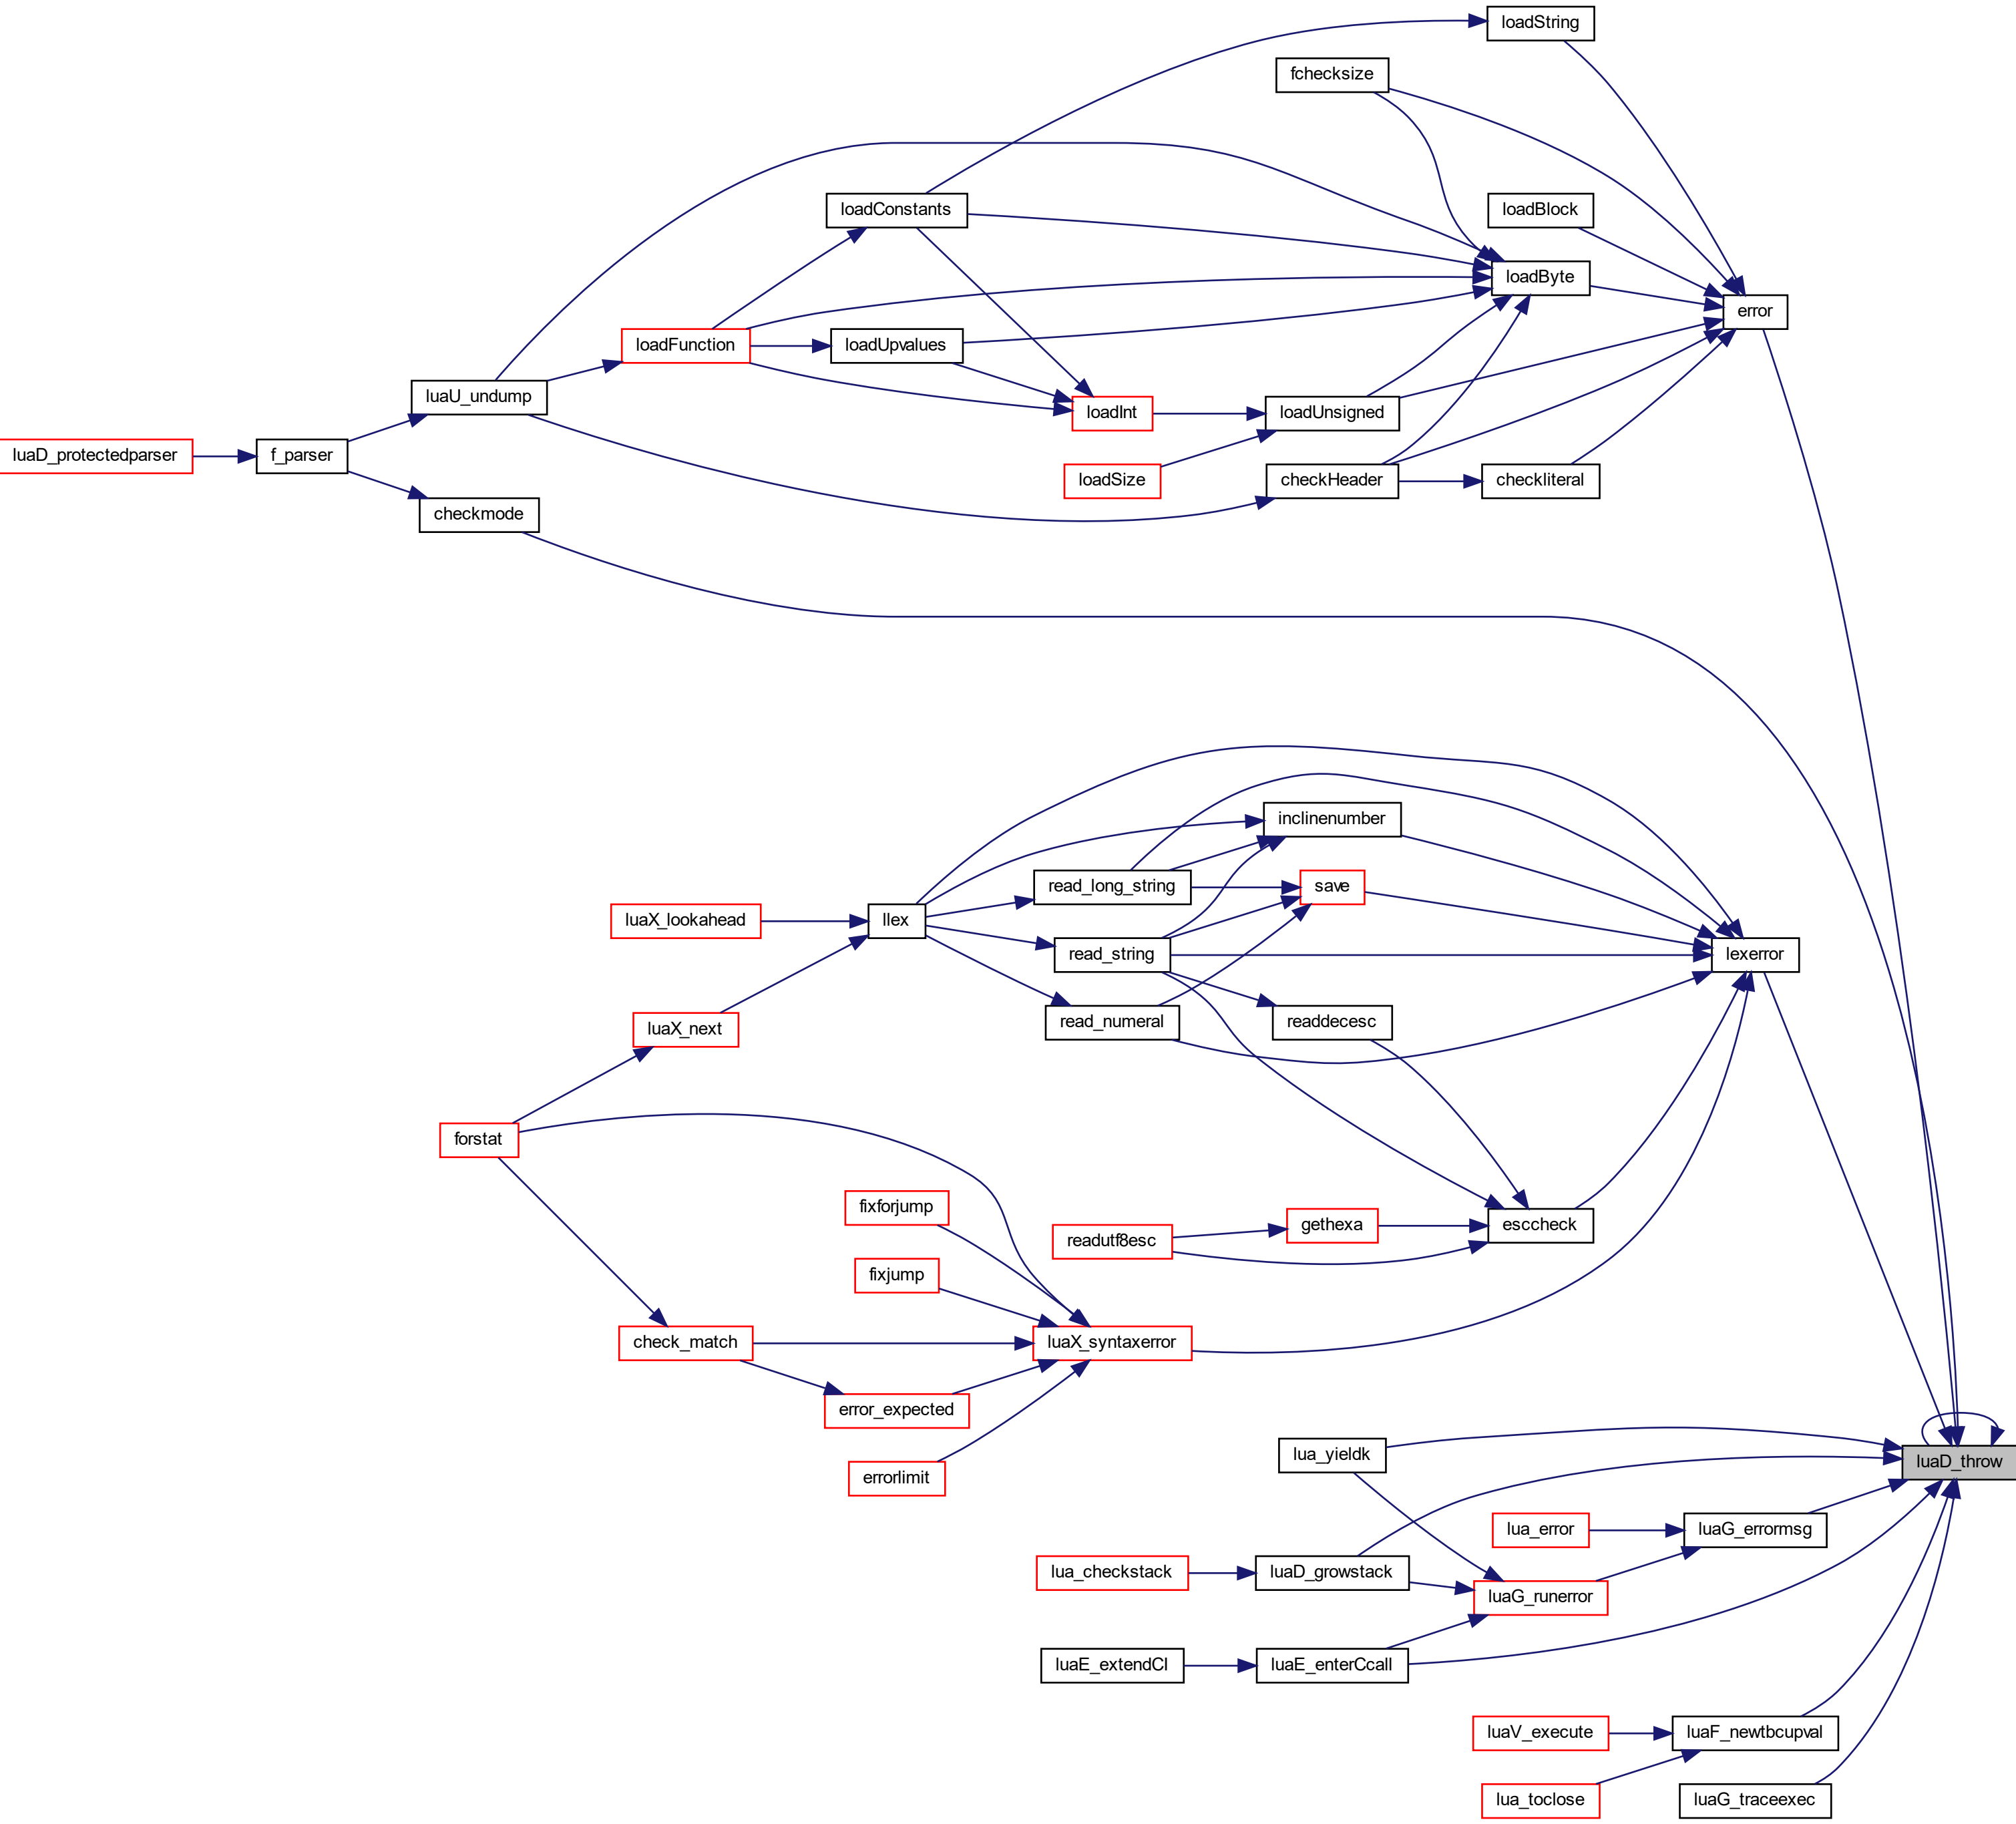 loadString
fchecksize
loadConstants
loadBlock
loadByte
error
loadFunction
loadUpvalues
luaU_undump
loadInt
loadUnsigned
luaD_protectedparser
f_parser
loadSize
checkHeader
checkliteral
checkmode
inclinenumber
read_long_string
save
luaX_lookahead
llex
read_string
lexerror
luaX_next
read_numeral
readdecesc
forstat
fixforjump
readutf8esc
gethexa
esccheck
fixjump
check_match
luaX_syntaxerror
error_expected
errorlimit
lua_yieldk
luaD_throw
lua_error
luaG_errormsg
lua_checkstack
luaD_growstack
luaG_runerror
luaE_extendCI
luaE_enterCcall
luaV_execute
luaF_newtbcupval
lua_toclose
luaG_traceexec